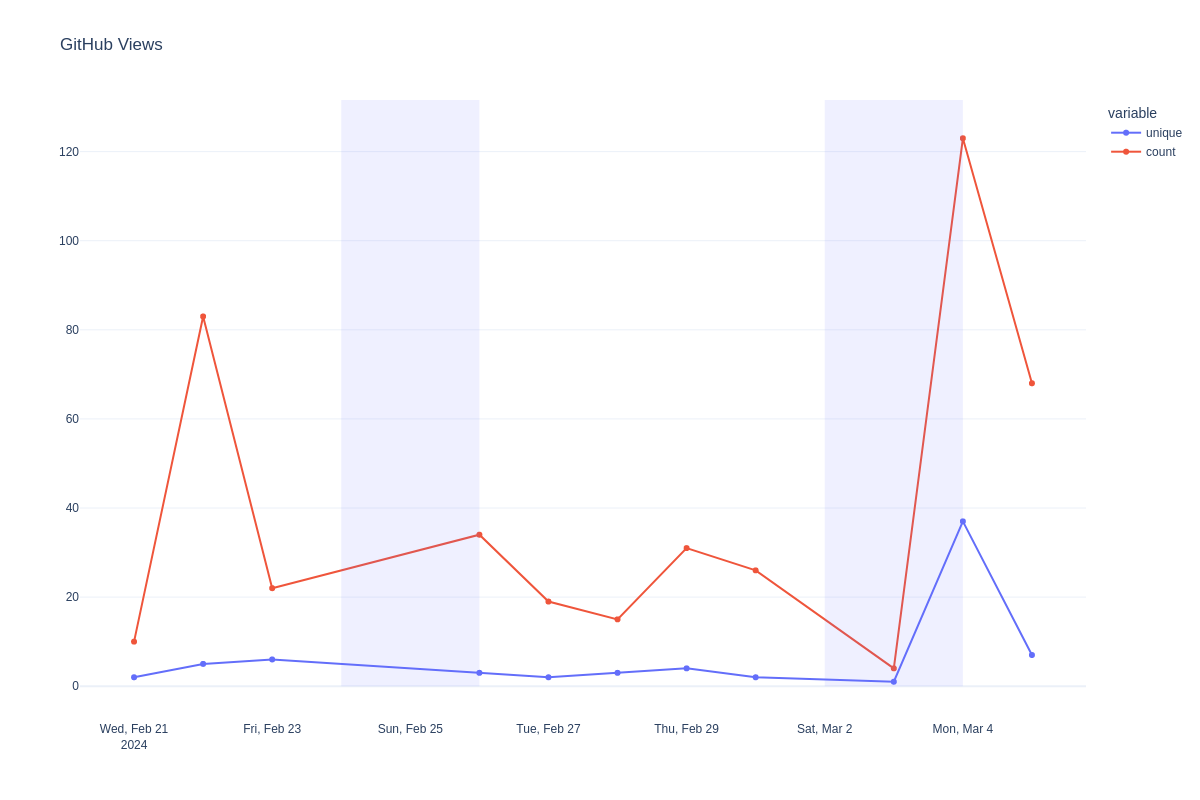 GitHub Views
variable
unique
count
120
100
80
60
40
20
0
Wed, Feb 21
2024
Fri, Feb 23
Sun, Feb 25
Tue, Feb 27
Thu, Feb 29
Sat, Mar 2
Mon, Mar 4